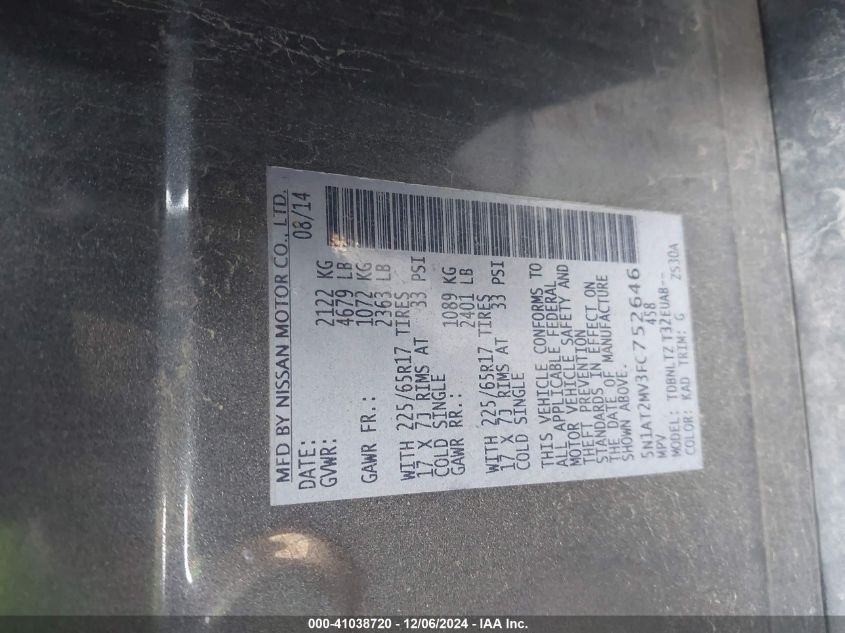 MFD BY NISSAN MOTOR CO., LTD.
DATE: 08/14
GVWR: 2122 KG
4679 LB
GAWR FR.: 1072 KG
2363 LB
WITH 225/65R17 TIRES
17 X 7J RIMS AT 33 PSI
COLD SINGLE
GAWR RR.: 1089 KG
2401 LB
WITH 225/65R17 TIRES
17 X 7J RIMS AT 33 PSI
COLD SINGLE
THIS VEHICLE CONFORMS TO
ALL APPLICABLE FEDERAL
MOTOR VEHICLE SAFETY AND
THEFT PREVENTION
STANDARDS IN EFFECT ON
THE DATE OF MANUFACTURE
SHOWN ABOVE.
5N1AT2MV3FC752646
MPV 458
MODEL: TDBNLTZ T32EUAB--
COLOR: KAD TRIM: G ZS30A
000-41038720 - 12/06/2024 - IAA Inc.